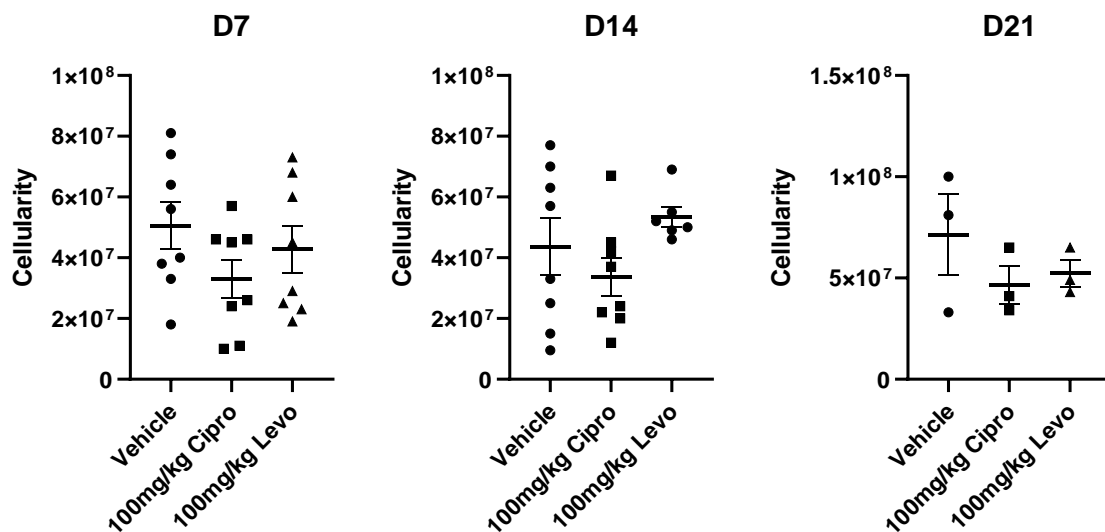 D7
Cellularity
1×10⁸
8×10⁷
6×10⁷
4×10⁷
2×10⁷
0
Vehicle
100mg/kg Cipro
100mg/kg Levo
D14
Cellularity
1×10⁸
8×10⁷
6×10⁷
4×10⁷
2×10⁷
0
Vehicle
100mg/kg Cipro
100mg/kg Levo
D21
Cellularity
1.5×10⁸
1×10⁸
5×10⁷
0
Vehicle
100mg/kg Cipro
100mg/kg Levo